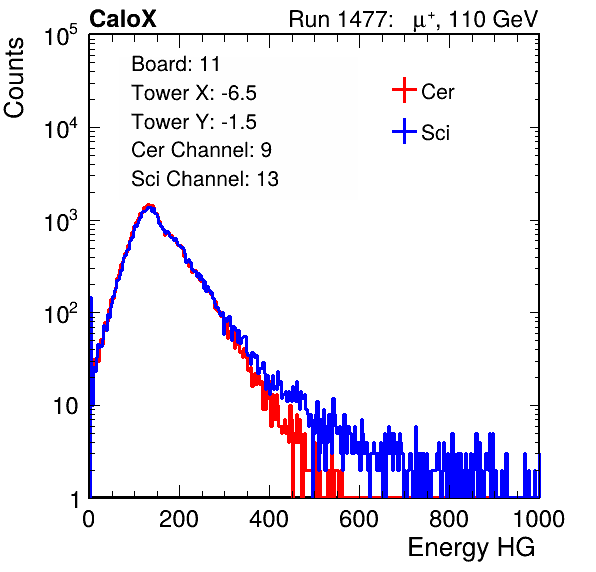 CaloX Run 1477: μ⁺, 110 GeV
Counts
Board: 11
Tower X: -6.5
Tower Y: -1.5
Cer Channel: 9
Sci Channel: 13
Cer
Sci
10⁵
10⁴
10³
10²
10
1
0 200 400 600 800 1000
Energy HG